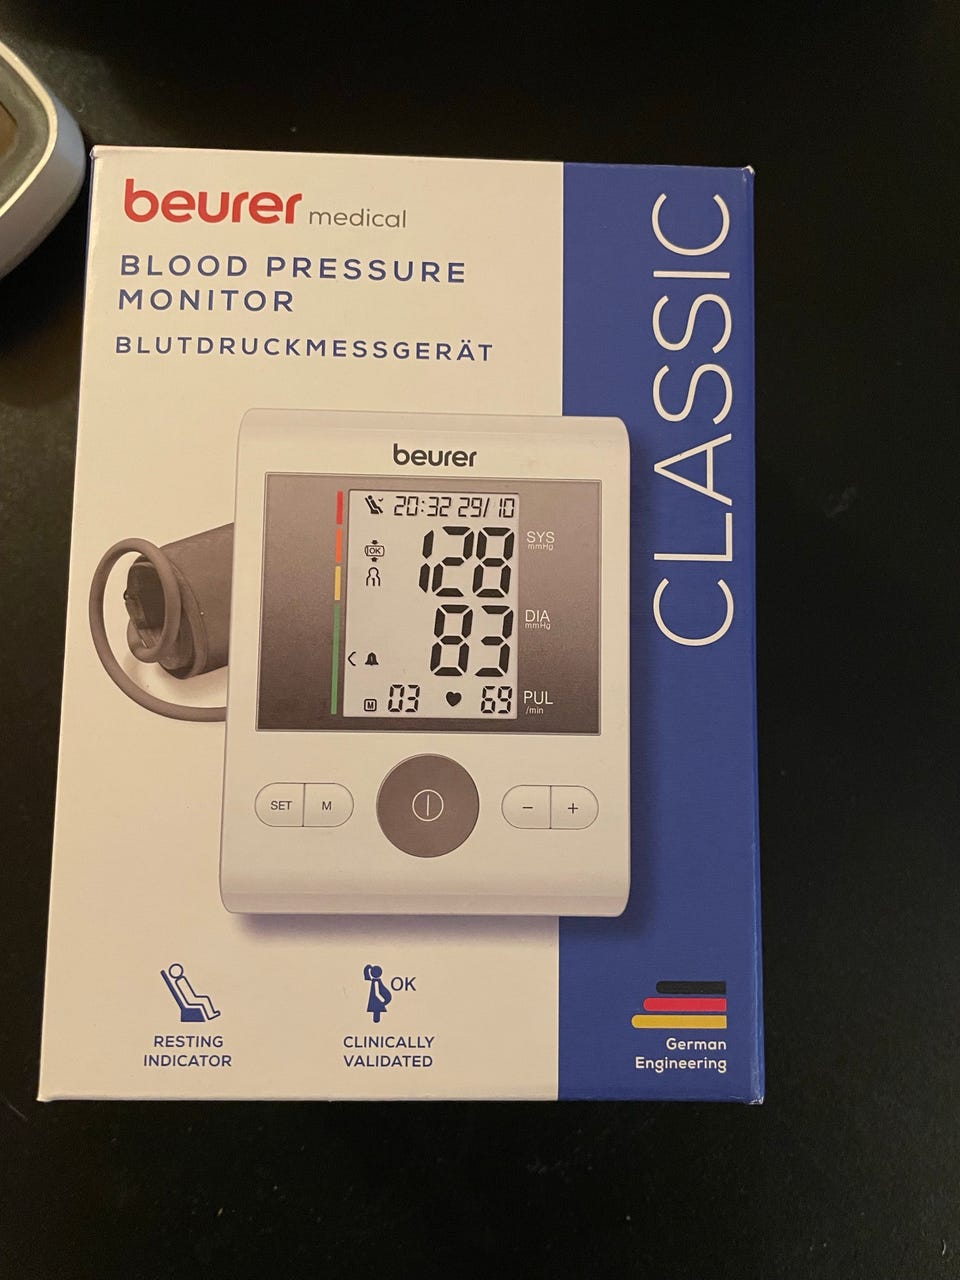 beurer medical
BLOOD PRESSURE
MONITOR
BLUTDRUCKMESSGERÄT
CLASSIC
beurer
20:32 29/10
OK
128
SYS
mmHg
83
DIA
mmHg
M 03
69
PUL
/min
SET
M
-
+
RESTING
INDICATOR
OK
CLINICALLY
VALIDATED
German
Engineering